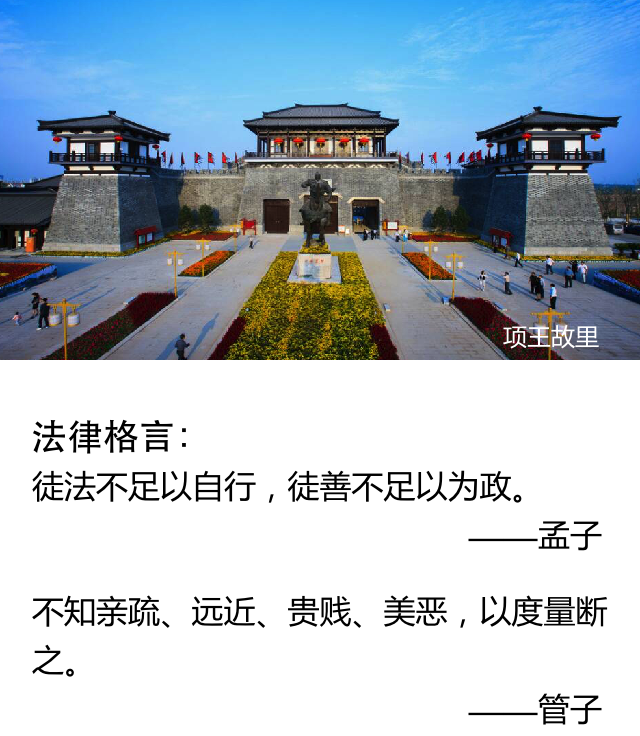 项王故里
法律格言：
徒法不足以自行，徒善不足以为政。
——孟子
不知亲疏、远近、贵贱、美恶，以度量断
之。
——管子